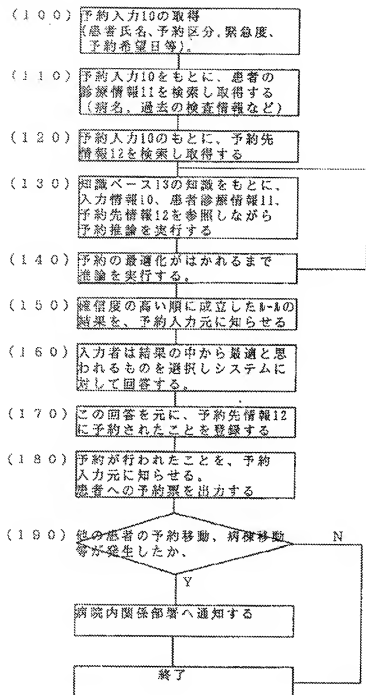 (100) 予約入力10の取得
(患者氏名、予約区分、緊急度、
予約希望日等)。
(110) 予約入力10をもとに、患者の
診療情報11を検索し取得する
(病名、過去の検査情報など)
(120) 予約入力10のもとに、予約先
情報12を検索し取得する
(130) 知識ベース13の知識をもとに、
入力情報10、患者診療情報11、
予約先情報12を参照しながら
予約推論を実行する
(140) 予約の最適化がはかれるまで
推論を実行する。
(150) 確信度の高い順に成立したルールの
結果を、予約入力元に知らせる
(160) 入力者は結果の中から最適と思
われるものを選択しシステムに
対して回答する。
(170) この回答を元に、予約先情報12
に予約されたことを登録する
(180) 予約が行われたことを、予約
入力元に知らせる。
患者への予約票を出力する
(190) 他の患者の予約移動、病棟移動
等が発生したか、
N
Y
病院内関係部署へ通知する
終了